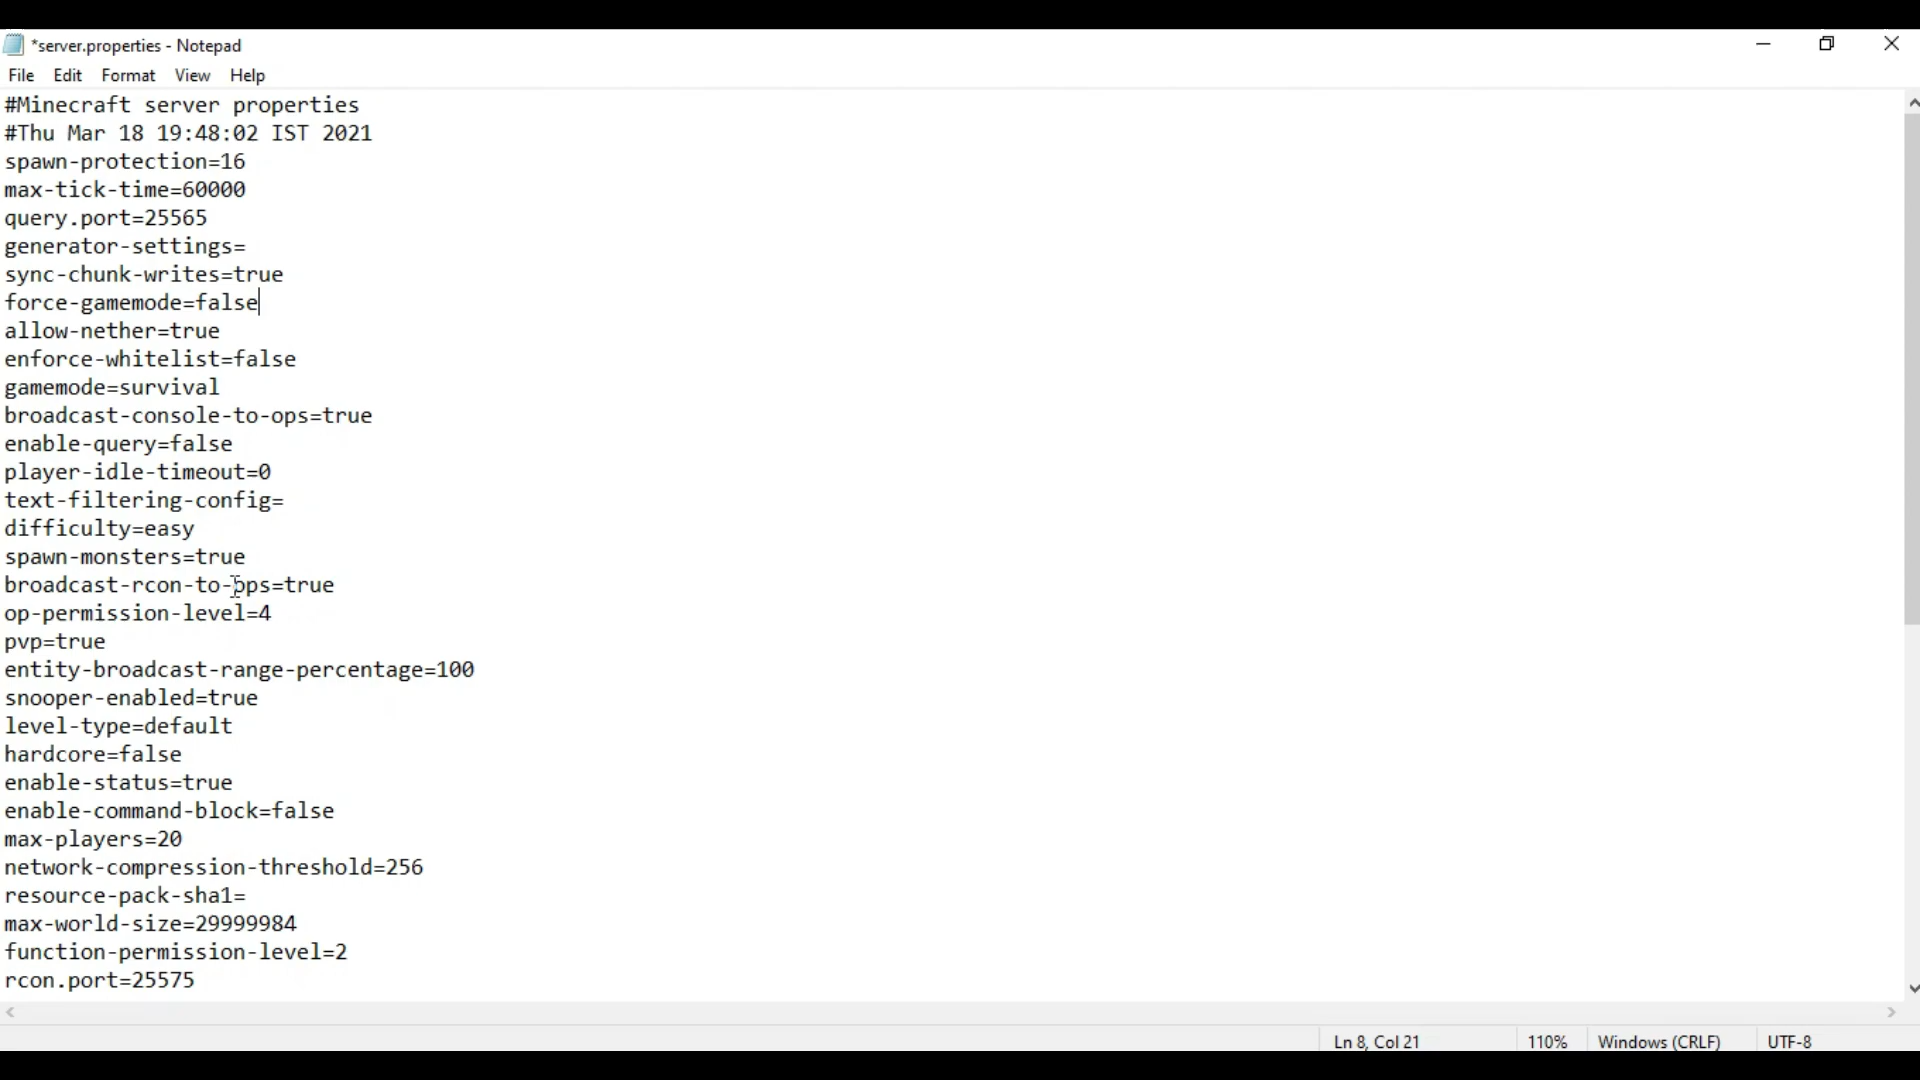 *server.properties - Notepad
File Edit Format View Help
#Minecraft server properties
#Thu Mar 18 19:48:02 IST 2021
spawn-protection=16
max-tick-time=60000
query.port=25565
generator-settings=
sync-chunk-writes=true
force-gamemode=false
allow-nether=true
enforce-whitelist=false
gamemode=survival
broadcast-console-to-ops=true
enable-query=false
player-idle-timeout=0
text-filtering-config=
difficulty=easy
spawn-monsters=true
broadcast-rcon-to-ops=true
op-permission-level=4
pvp=true
entity-broadcast-range-percentage=100
snooper-enabled=true
level-type=default
hardcore=false
enable-status=true
enable-command-block=false
max-players=20
network-compression-threshold=256
resource-pack-sha1=
max-world-size=29999984
function-permission-level=2
rcon.port=25575
Ln 8, Col 21 110% Windows (CRLF) UTF-8